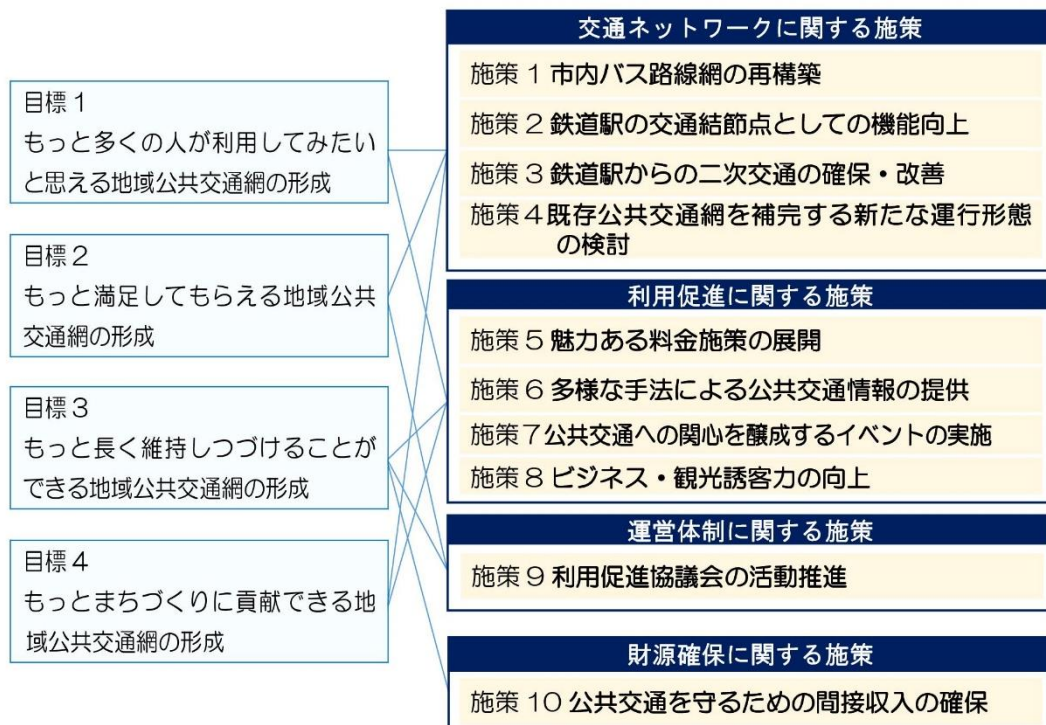 目標１
もっと多くの人が利用してみたい
と思える地域公共交通網の形成
目標２
もっと満足してもらえる地域公共
交通網の形成
目標３
もっと長く維持しつづけることが
できる地域公共交通網の形成
目標４
もっとまちづくりに貢献できる地
域公共交通網の形成
交通ネットワークに関する施策
施策１市内バス路線網の再構築
施策２鉄道駅の交通結節点としての機能向上
施策３鉄道駅からの二次交通の確保・改善
施策４既存公共交通網を補完する新たな運行形態
の検討
利用促進に関する施策
施策５魅力ある料金施策の展開
施策６多様な手法による公共交通情報の提供
施策７公共交通への関心を醸成するイベントの実施
施策８ビジネス・観光誘客力の向上
運営体制に関する施策
施策９利用促進協議会の活動推進
財源確保に関する施策
施策１０公共交通を守るための間接収入の確保